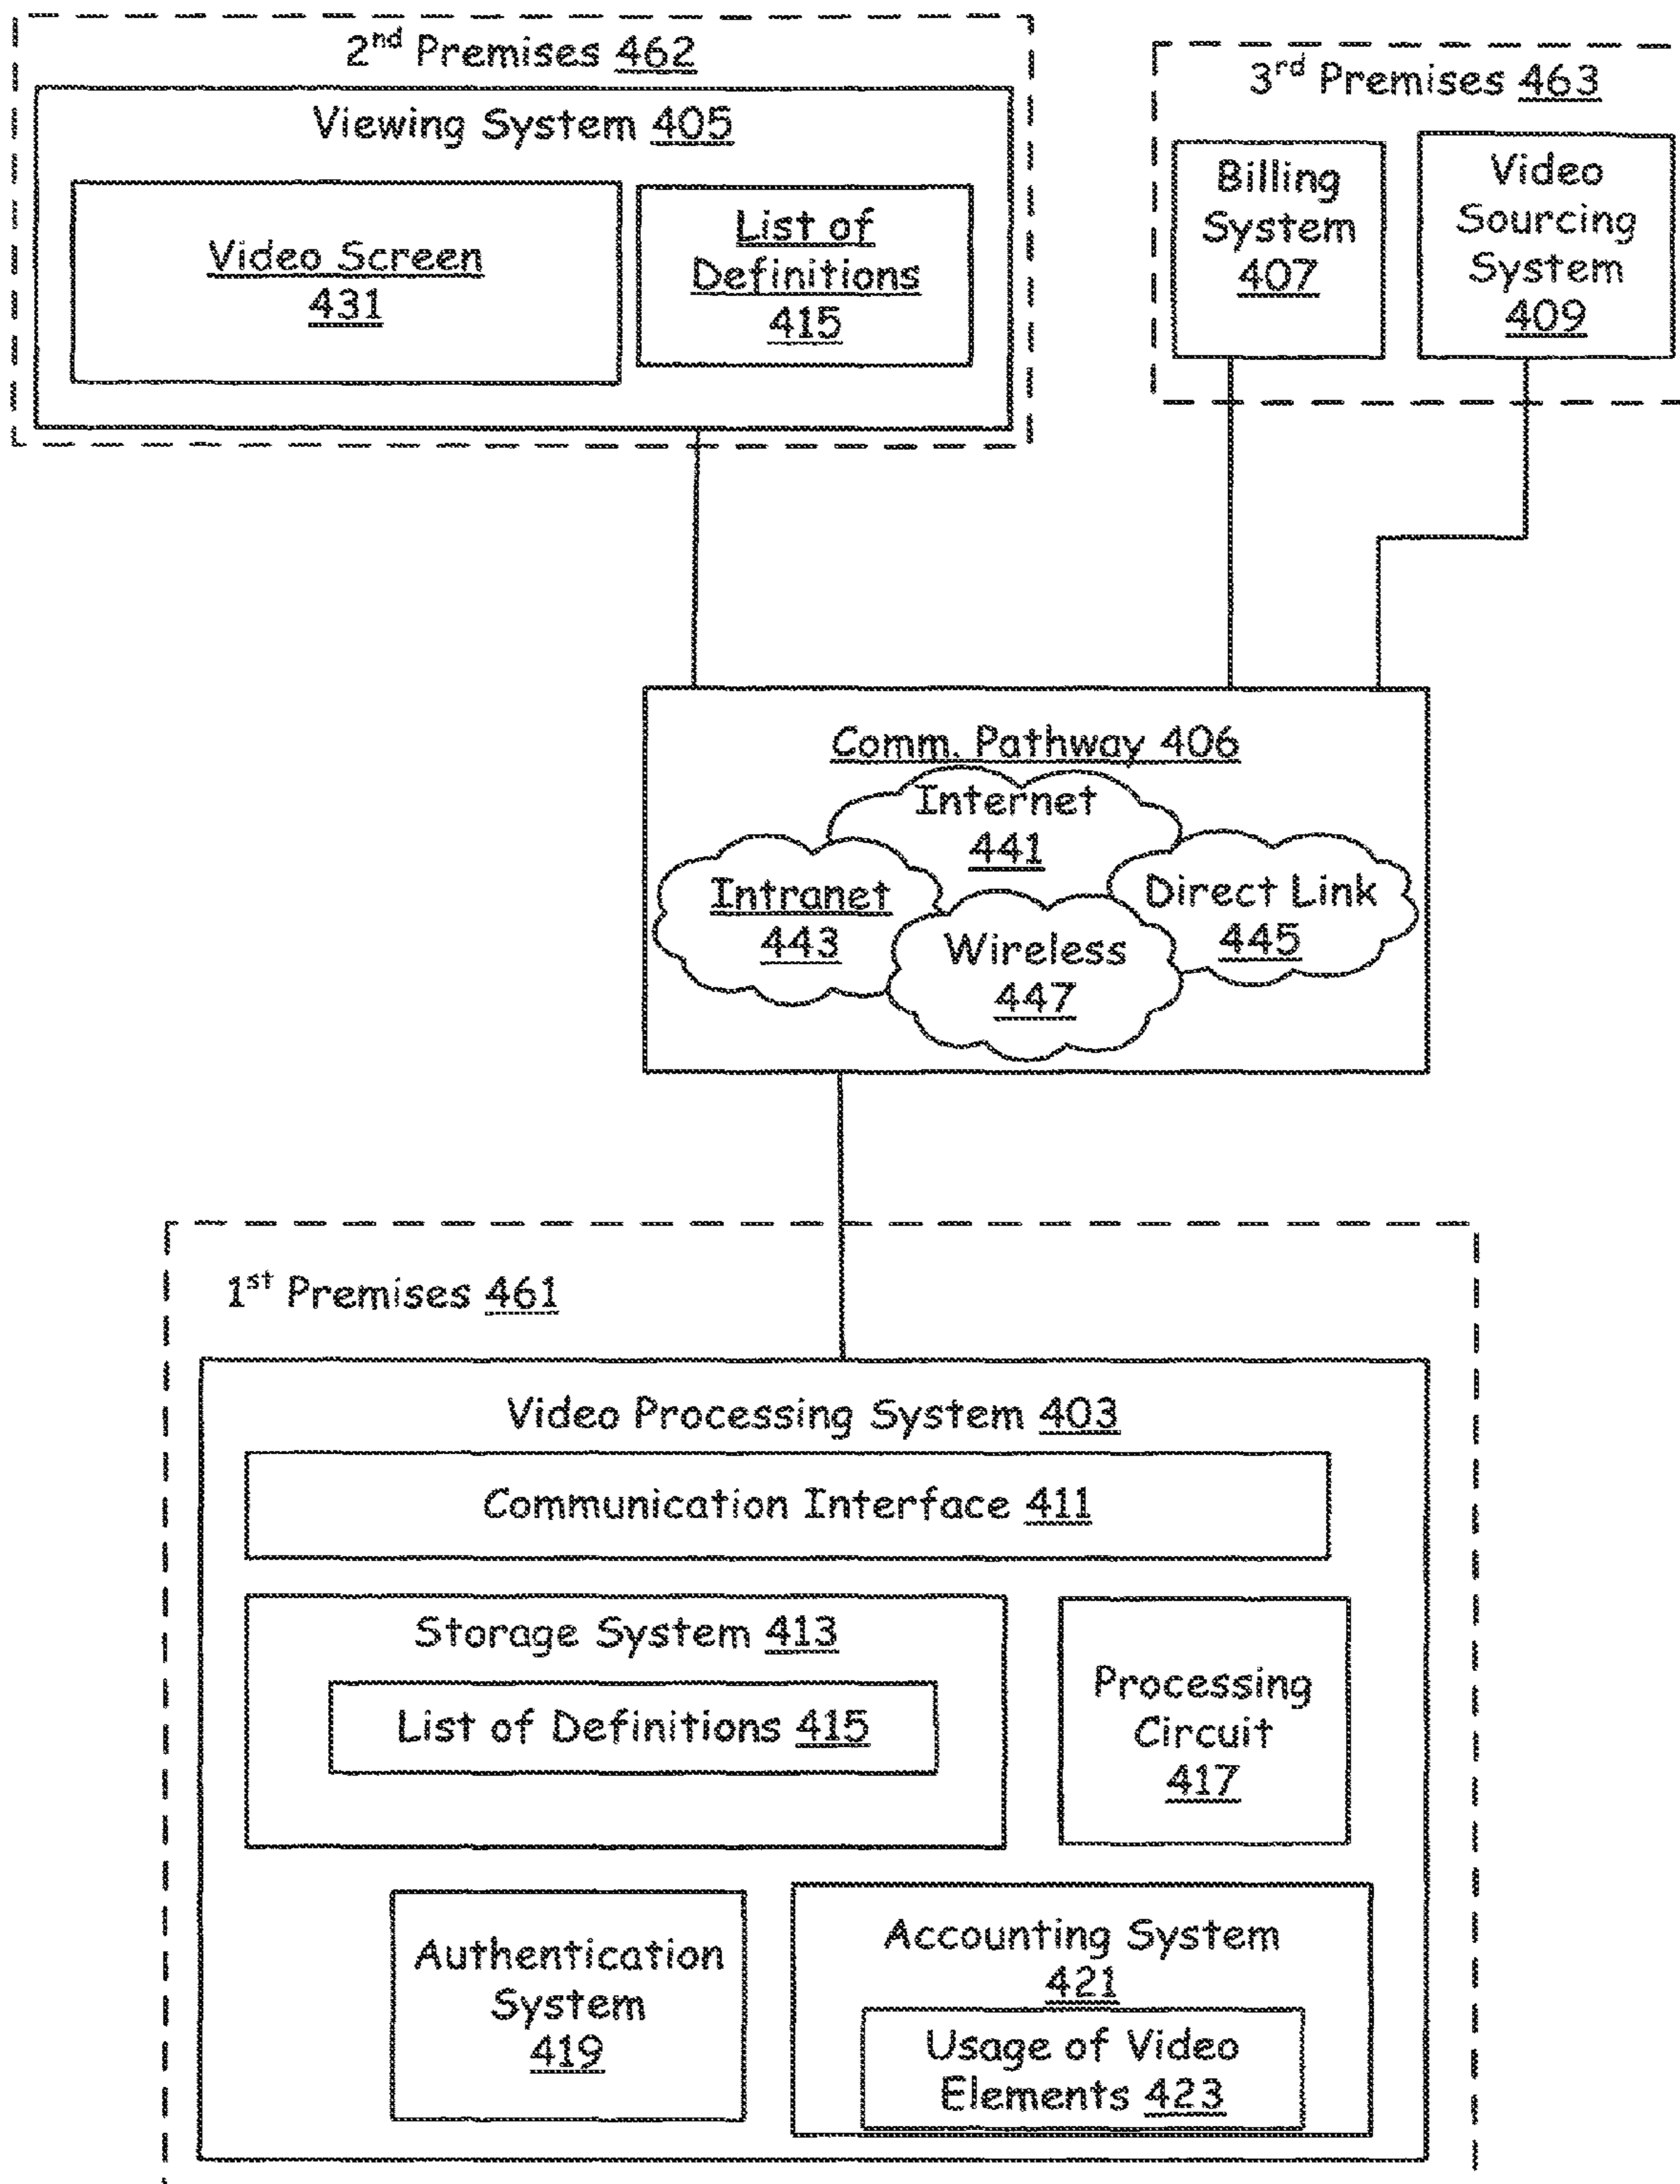 2nd Premises 462
Viewing System 405
Video Screen
431
List of
Definitions
415
3rd Premises 463
Billing
System
407
Video
Sourcing
System
409
Comm. Pathway 406
Internet
441
Intranet
443
Direct Link
445
Wireless
447
1st Premises 461
Video Processing System 403
Communication Interface 411
Storage System 413
List of Definitions 415
Processing
Circuit
417
Authentication
System
419
Accounting System
421
Usage of Video
Elements 423